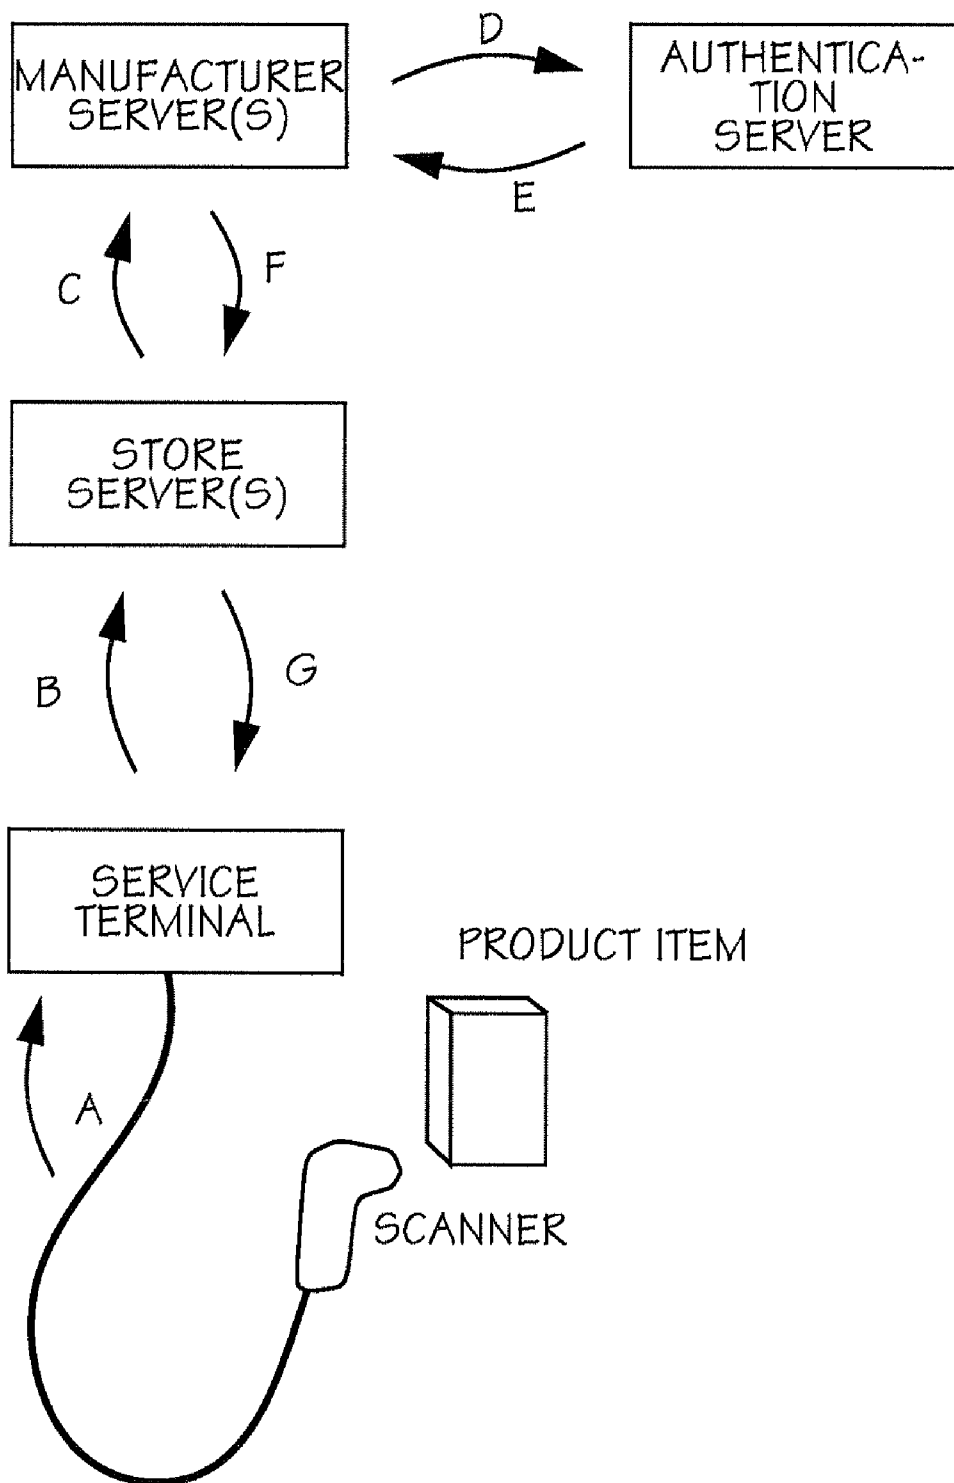 D
MANUFACTURER
SERVER(S)
AUTHENTICA-
TION
SERVER
E
C
F
STORE
SERVER(S)
B
G
SERVICE
TERMINAL
PRODUCT ITEM
A
SCANNER